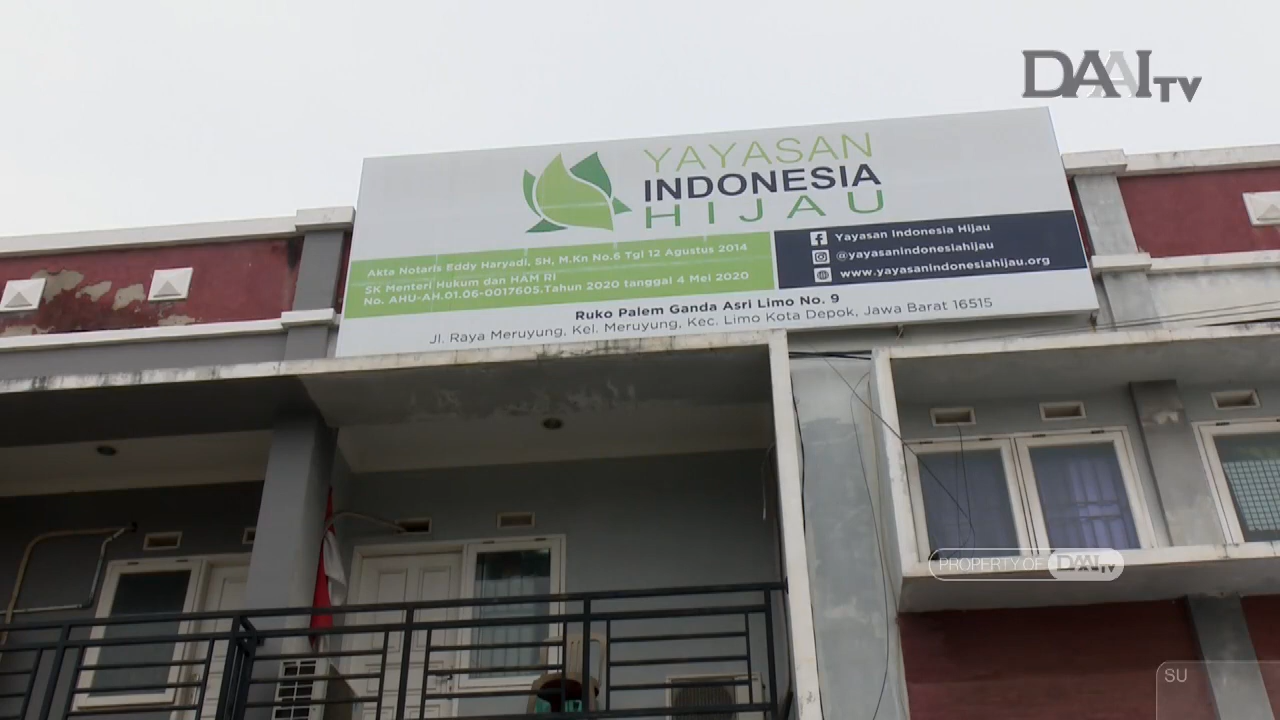 DAAI TV
YAYASAN
INDONESIA
HIJAU
Akta Notaris Eddy Haryadi, SH, M.Kn No.6 Tgl 12 Agustus 2014
SK Menteri Hukum dan HAM RI
No. AHU-AH.01.06-0017605.Tahun 2020 tanggal 4 Mei 2020
Yayasan Indonesia Hijau
@yayasanindonesiahijau
www.yayasanindonesiahijau.org
Ruko Palem Ganda Asri Limo No. 9
Jl. Raya Meruyung, Kel. Meruyung, Kec. Limo Kota Depok, Jawa Barat 16515
PROPERTY OF DAAI TV
SU